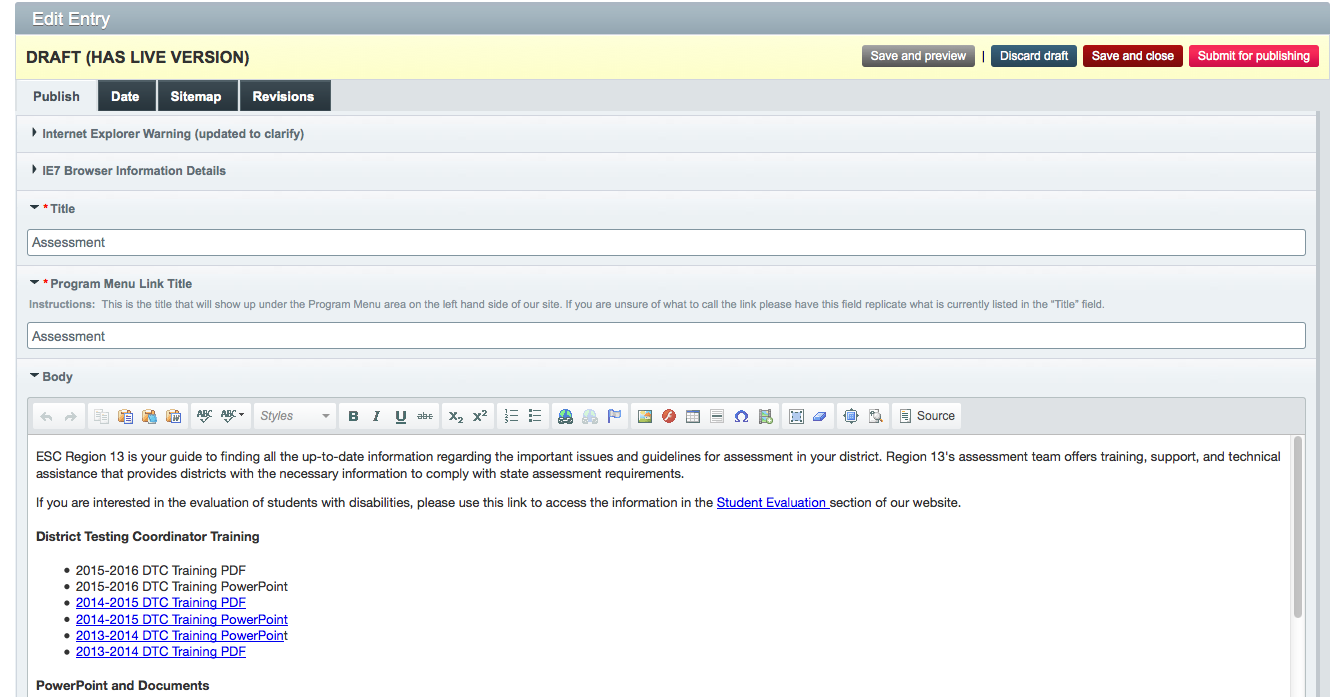 Edit Entry
DRAFT (HAS LIVE VERSION)
Save and preview | Discard draft Save and close Submit for publishing
Publish Date Sitemap Revisions
Internet Explorer Warning (updated to clarify)
IE7 Browser Information Details
* Title
Assessment
* Program Menu Link Title
Instructions: This is the title that will show up under the Program Menu area on the left hand side of our site. If you are unsure of what to call the link please have this field replicate what is currently listed in the "Title" field.
Assessment
Body
ABC ABC Styles B I U abc X2 X2 Source
ESC Region 13 is your guide to finding all the up-to-date information regarding the important issues and guidelines for assessment in your district. Region 13's assessment team offers training, support, and technical
assistance that provides districts with the necessary information to comply with state assessment requirements.
If you are interested in the evaluation of students with disabilities, please use this link to access the information in the Student Evaluation section of our website.
District Testing Coordinator Training
• 2015-2016 DTC Training PDF
• 2015-2016 DTC Training PowerPoint
• 2014-2015 DTC Training PDF
• 2014-2015 DTC Training PowerPoint
• 2013-2014 DTC Training PowerPoint
• 2013-2014 DTC Training PDF
PowerPoint and Documents